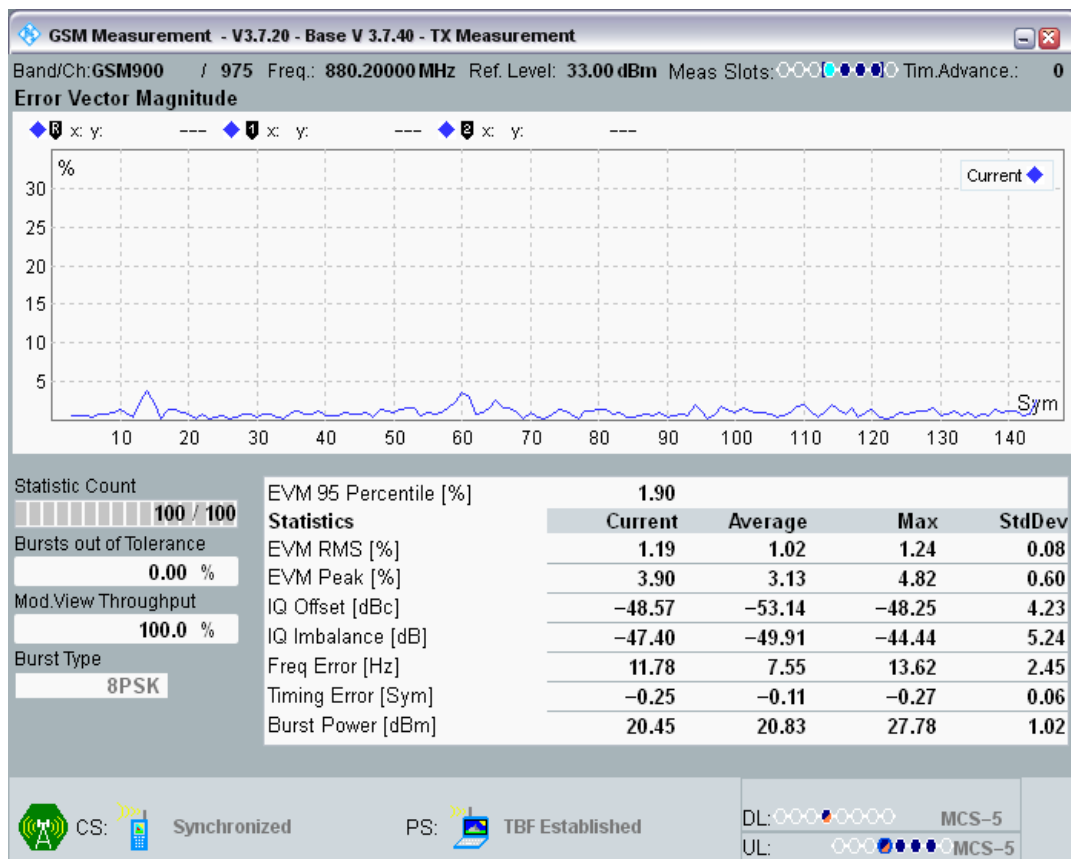 GSM Measurement - V3.7.20 - Base V 3.7.40 - TX Measurement
Band/Ch: GSM900 / 975 Freq.: 880.20000 MHz Ref. Level: 33.00 dBm Meas Slots: Tim.Advance.: 0
Error Vector Magnitude
R x: y: --- 1 x: y: --- 2 x: y: ---
%
Current
30
25
20
15
10
5
Sym
10 20 30 40 50 60 70 80 90 100 110 120 130 140
Statistic Count
100 / 100
Bursts out of Tolerance
0.00 %
Mod.View Throughput
100.0 %
Burst Type
8PSK
EVM 95 Percentile [%] 1.90
Statistics Current Average Max StdDev
EVM RMS [%] 1.19 1.02 1.24 0.08
EVM Peak [%] 3.90 3.13 4.82 0.60
IQ Offset [dBc] −48.57 −53.14 −48.25 4.23
IQ Imbalance [dB] −47.40 −49.91 −44.44 5.24
Freq Error [Hz] 11.78 7.55 13.62 2.45
Timing Error [Sym] −0.25 −0.11 −0.27 0.06
Burst Power [dBm] 20.45 20.83 27.78 1.02
CS: Synchronized PS: TBF Established
DL: MCS−5
UL: MCS−5